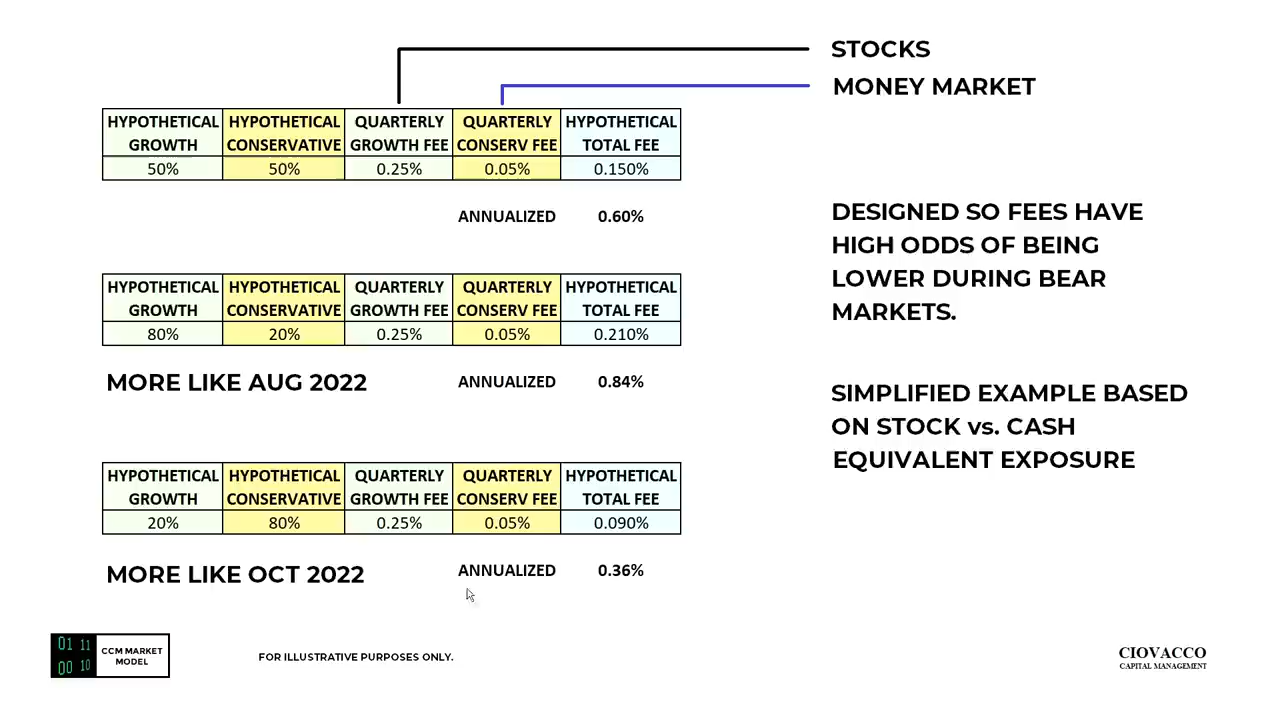 STOCKS
MONEY MARKET
HYPOTHETICAL HYPOTHETICAL QUARTERLY QUARTERLY HYPOTHETICAL
GROWTH CONSERVATIVE GROWTH FEE CONSERV FEE TOTAL FEE
50% 50% 0.25% 0.05% 0.150%
ANNUALIZED 0.60%
DESIGNED SO FEES HAVE
HIGH ODDS OF BEING
LOWER DURING BEAR
MARKETS.
HYPOTHETICAL HYPOTHETICAL QUARTERLY QUARTERLY HYPOTHETICAL
GROWTH CONSERVATIVE GROWTH FEE CONSERV FEE TOTAL FEE
80% 20% 0.25% 0.05% 0.210%
MORE LIKE AUG 2022 ANNUALIZED 0.84%
SIMPLIFIED EXAMPLE BASED
ON STOCK vs. CASH
EQUIVALENT EXPOSURE
HYPOTHETICAL HYPOTHETICAL QUARTERLY QUARTERLY HYPOTHETICAL
GROWTH CONSERVATIVE GROWTH FEE CONSERV FEE TOTAL FEE
20% 80% 0.25% 0.05% 0.090%
MORE LIKE OCT 2022 ANNUALIZED 0.36%
01 11
00 10
CCM MARKET
MODEL
FOR ILLUSTRATIVE PURPOSES ONLY.
CIOVACCO
CAPITAL MANAGEMENT